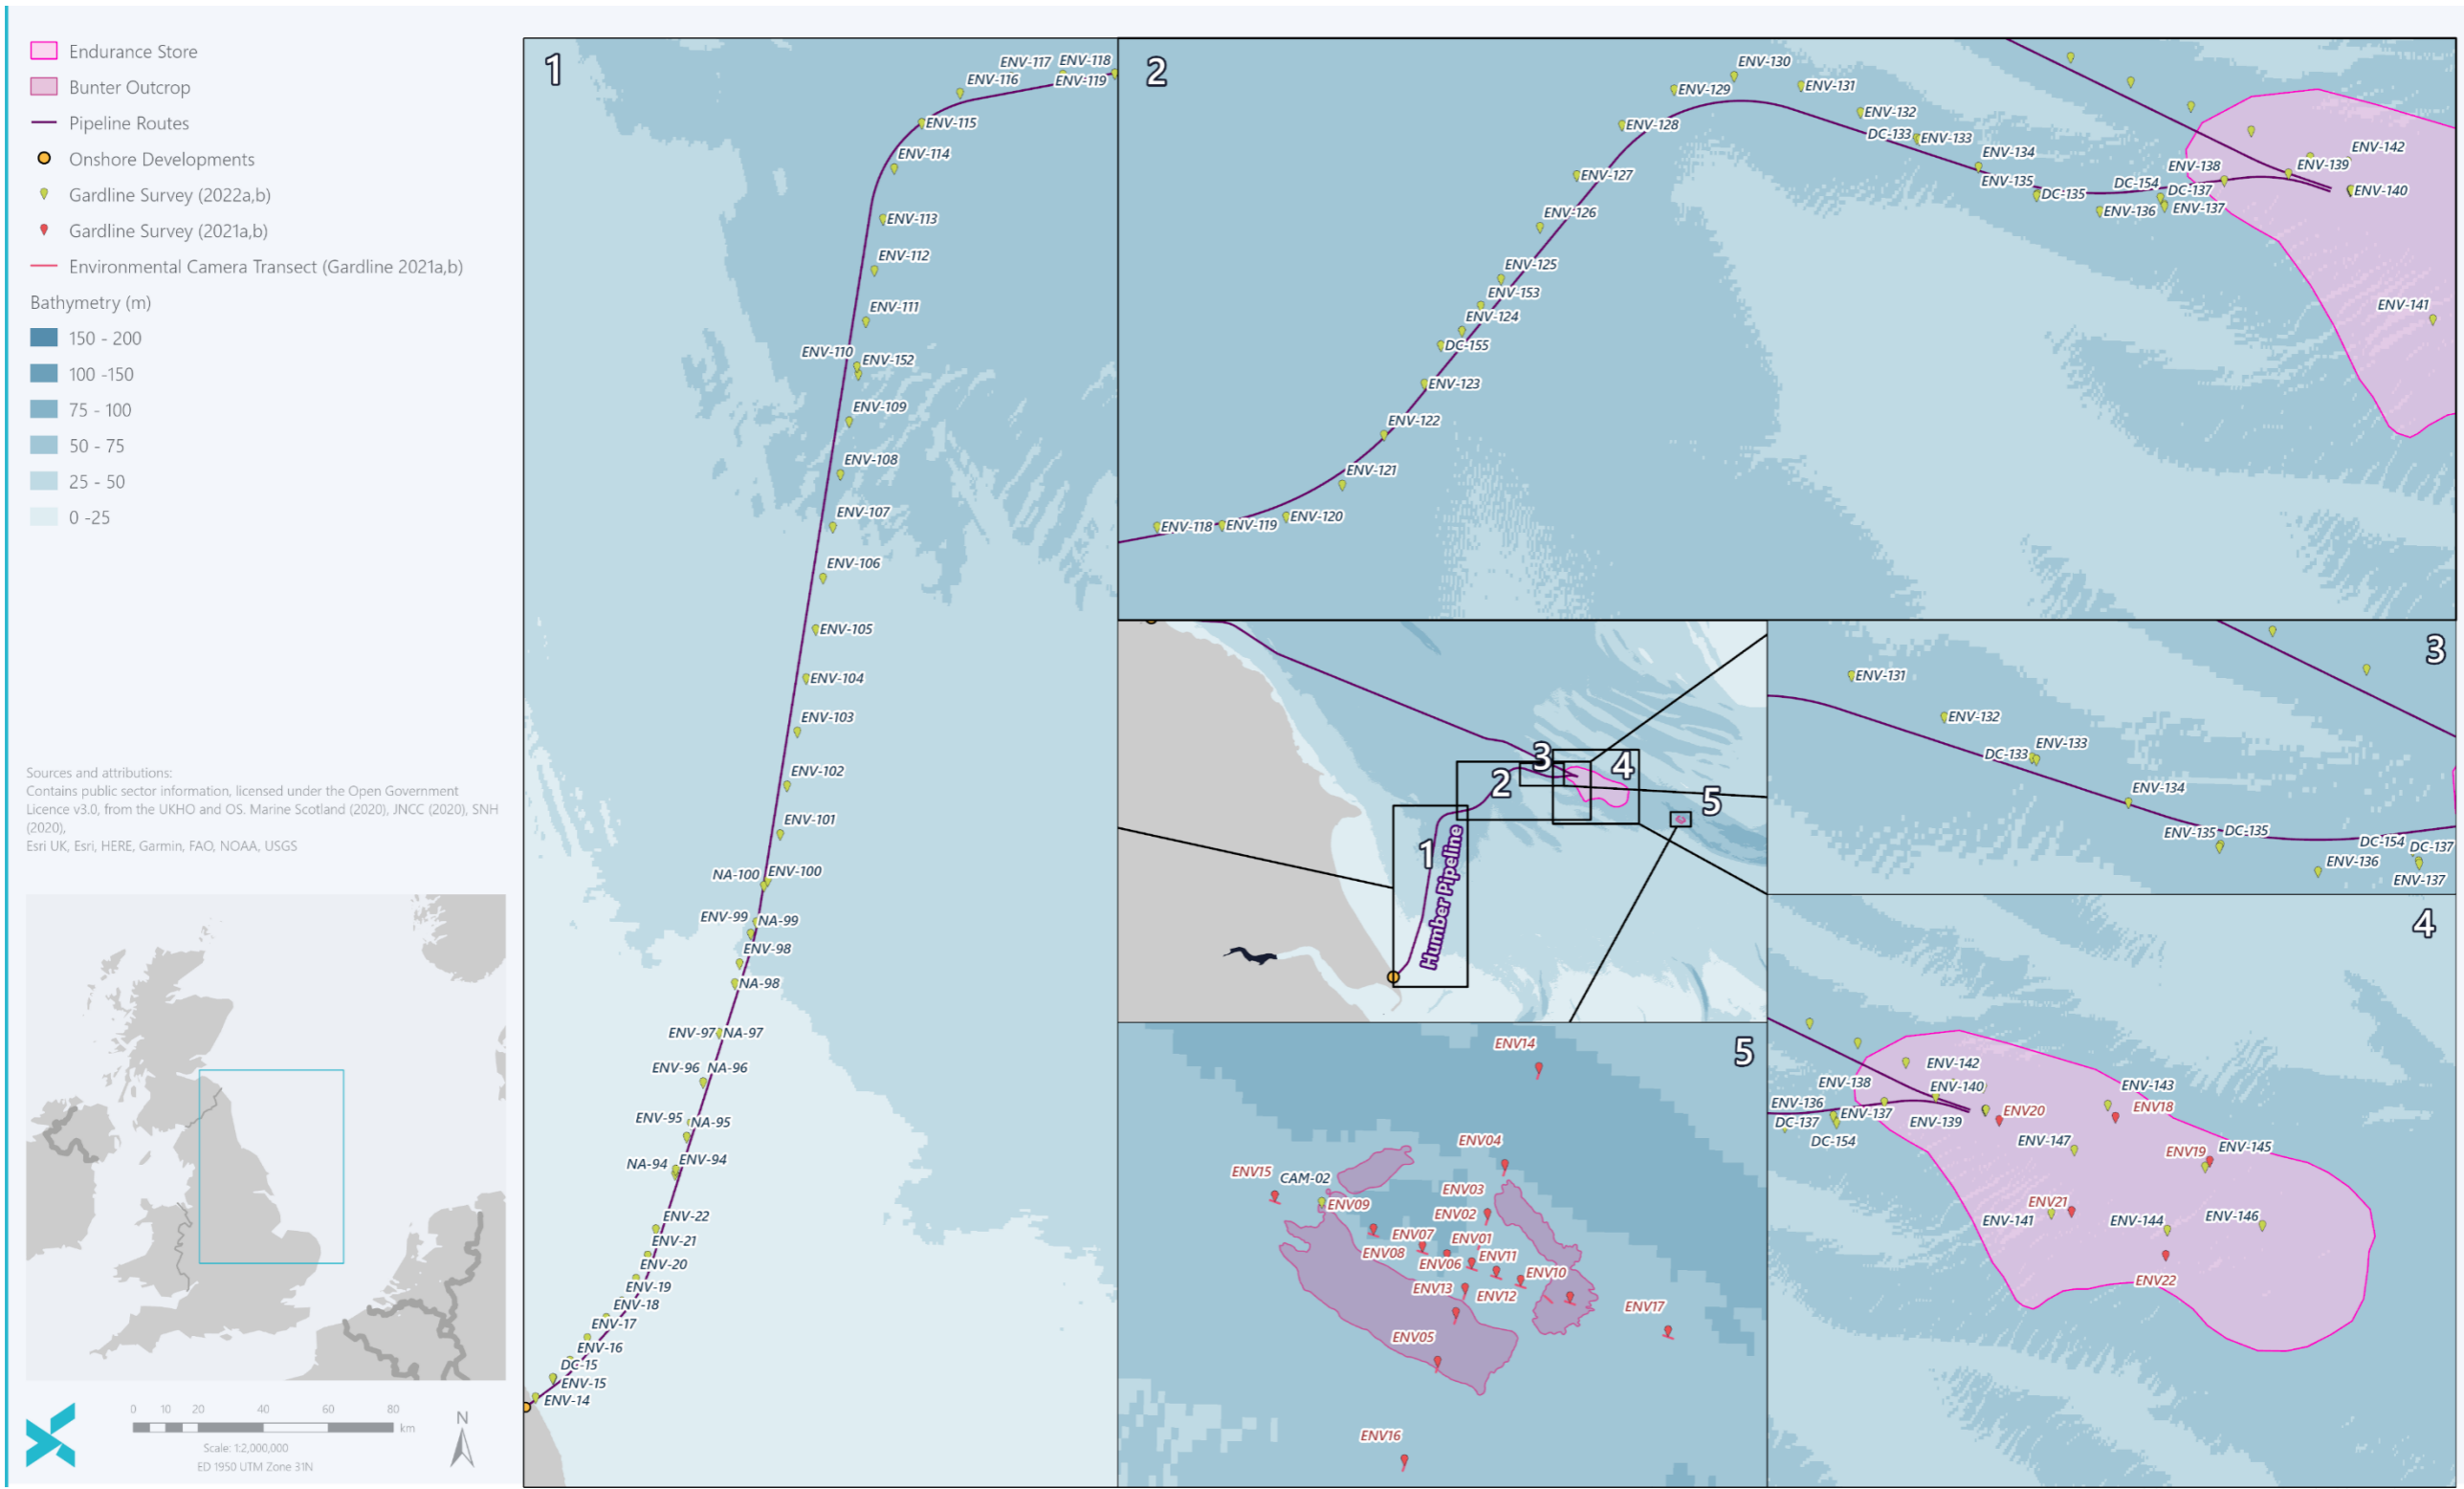 Endurance Store
Bunter Outcrop
Pipeline Routes
Onshore Developments
Gardline Survey (2022a,b)
Gardline Survey (2021a,b)
Environmental Camera Transect (Gardline 2021a,b)
Bathymetry (m)
150 - 200
100 -150
75 - 100
50 - 75
25 - 50
0 -25
Sources and attributions:
Contains public sector information, licensed under the Open Government
Licence v3.0, from the UKHO and OS. Marine Scotland (2020), JNCC (2020), SNH
(2020),
Esri UK, Esri, HERE, Garmin, FAO, NOAA, USGS
0 10 20 40 60 80
km
Scale: 1:2,000,000
ED 1950 UTM Zone 31N
N
1
ENV-117 ENV-118
ENV-116 ENV-119
ENV-115
ENV-114
ENV-113
ENV-112
ENV-111
ENV-110
ENV-152
ENV-109
ENV-108
ENV-107
ENV-106
ENV-105
ENV-104
ENV-103
ENV-102
ENV-101
NA-100 ENV-100
ENV-99 NA-99
ENV-98
NA-98
ENV-97 NA-97
ENV-96 NA-96
ENV-95 NA-95
NA-94 ENV-94
ENV-22
ENV-21
ENV-20
ENV-19
ENV-18
ENV-17
ENV-16
DC-15
ENV-15
ENV-14
2
ENV-130
ENV-129
ENV-131
ENV-132
ENV-128
DC-133 ENV-133
ENV-134
ENV-142
ENV-138 ENV-139
ENV-127
ENV-135
DC-154
DC-135
DC-137
ENV-140
ENV-136 ENV-137
ENV-126
ENV-125
ENV-153
ENV-141
ENV-124
DC-155
ENV-123
ENV-122
ENV-121
ENV-118 ENV-119 ENV-120
3
4
2
5
1
Humber Pipeline
3
ENV-131
ENV-132
DC-133 ENV-133
ENV-134
ENV-135 DC-135
DC-154 DC-137
ENV-136
ENV-137
4
ENV-142
ENV-138 ENV-140 ENV-143
ENV-136 ENV-137 ENV20 ENV18
DC-137 ENV-139
DC-154 ENV-147
ENV19 ENV-145
ENV21
ENV-141 ENV-144 ENV-146
ENV22
5
ENV14
ENV04
ENV15 CAM-02
ENV03
ENV09 ENV02
ENV07 ENV01
ENV08 ENV11
ENV06 ENV10
ENV13 ENV12
ENV17
ENV05
ENV16